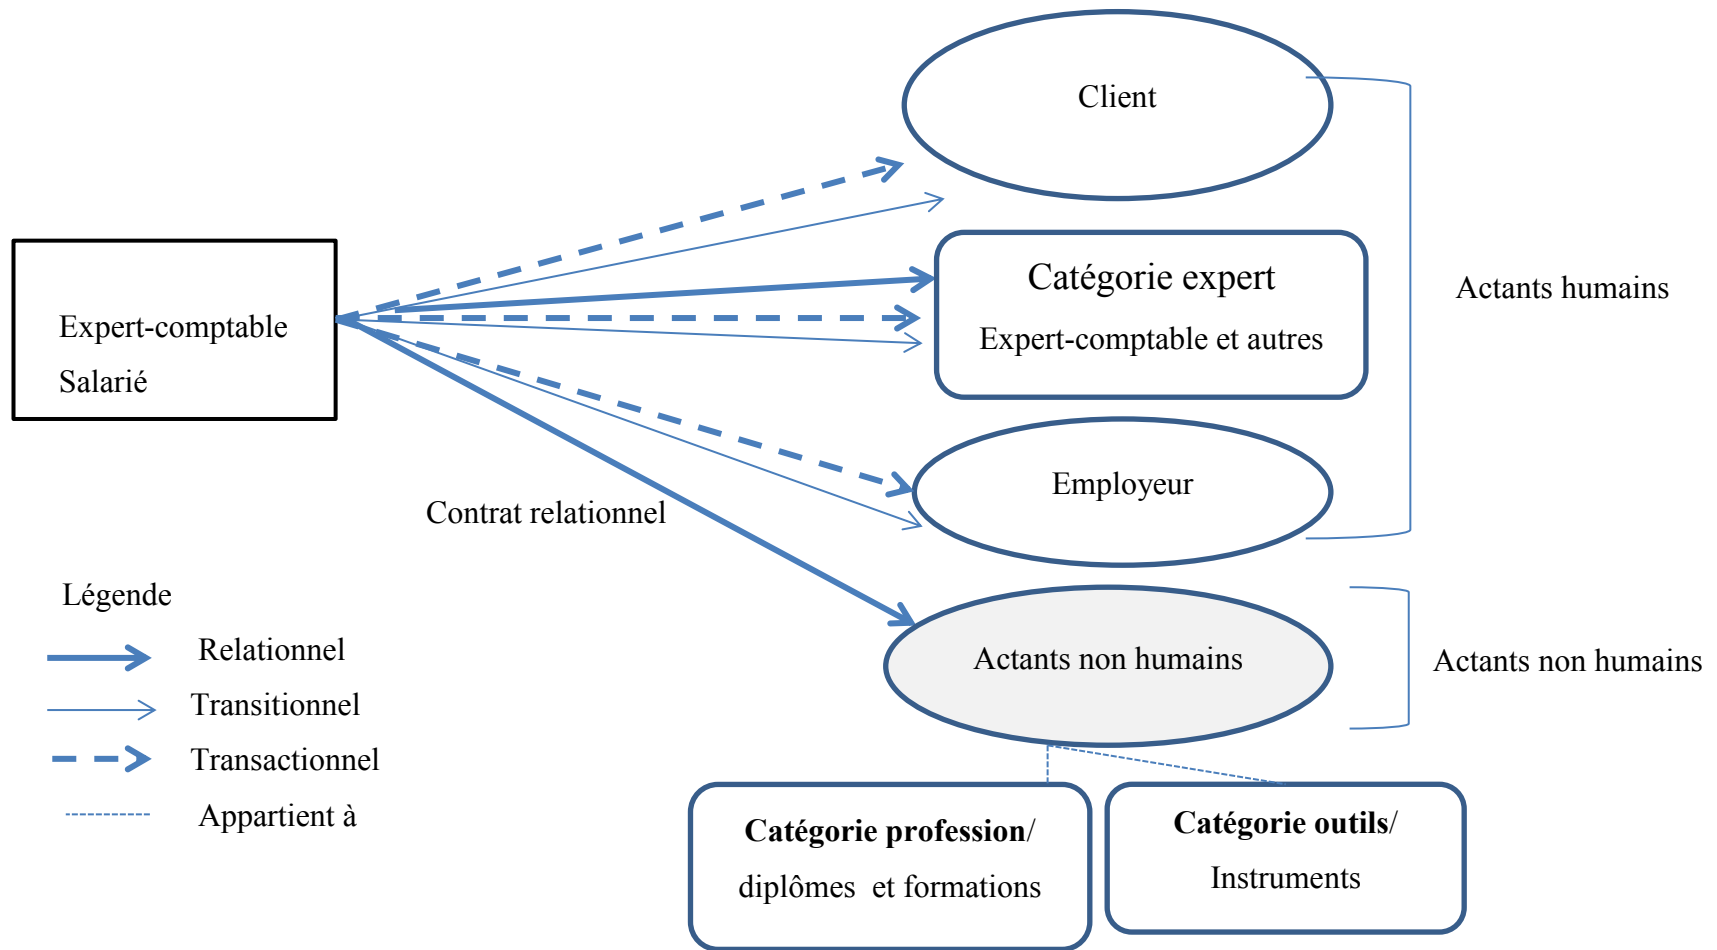 Client
Catégorie expert
Expert-comptable et autres
Actants humains
Expert-comptable
Salarié
Employeur
Contrat relationnel
Actants non humains
Actants non humains
Légende
Relationnel
Transitionnel
Transactionnel
Appartient à
Catégorie profession/
diplômes et formations
Catégorie outils/
Instruments